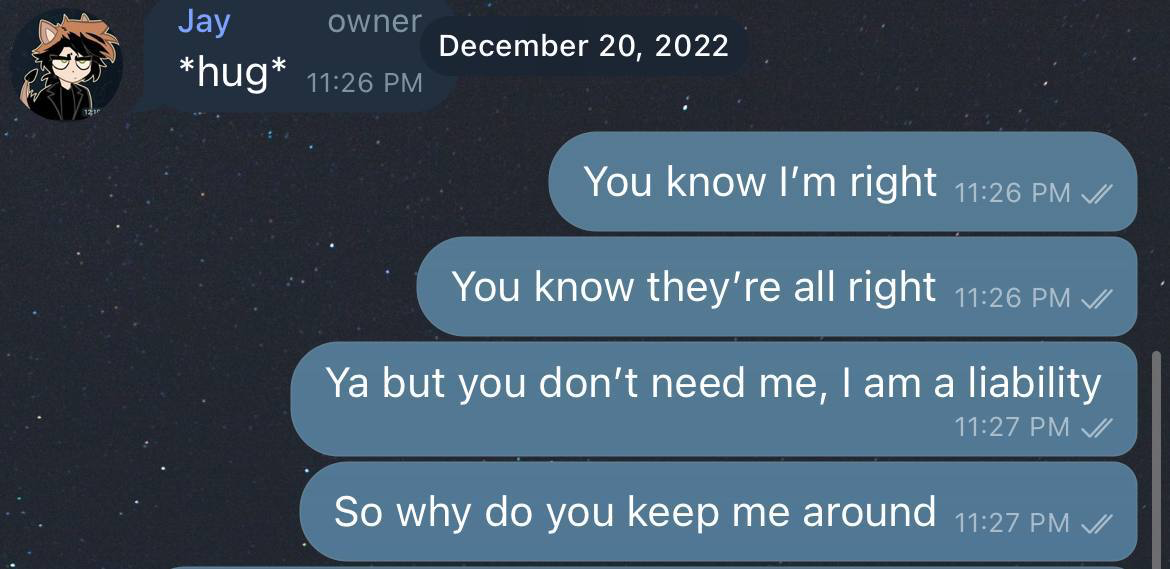 Jay owner
December 20, 2022
*hug* 11:26 PM
You know I’m right 11:26 PM
You know they’re all right 11:26 PM
Ya but you don’t need me, I am a liability
11:27 PM
So why do you keep me around 11:27 PM